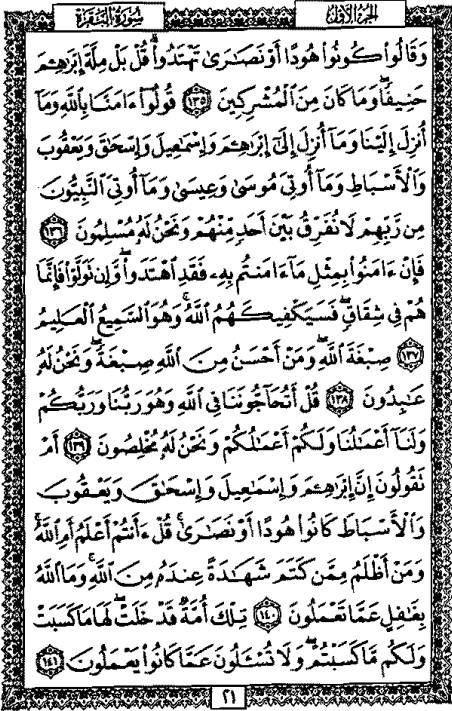 الجزء الأول
سورة البقرة
وَقَالُوا۟ كُونُوا۟ هُودًا أَوْ نَصَٰرَىٰ تَهْتَدُوا۟ ۗ قُلْ بَلْ مِلَّةَ إِبْرَٰهِـۧمَ
حَنِيفًا ۖ وَمَا كَانَ مِنَ ٱلْمُشْرِكِينَ ١٣٥ قُولُوٓا۟ ءَامَنَّا بِٱللَّهِ وَمَآ
أُنزِلَ إِلَيْنَا وَمَآ أُنزِلَ إِلَىٰٓ إِبْرَٰهِـۧمَ وَإِسْمَٰعِيلَ وَإِسْحَٰقَ وَيَعْقُوبَ
وَٱلْأَسْبَاطِ وَمَآ أُوتِىَ مُوسَىٰ وَعِيسَىٰ وَمَآ أُوتِىَ ٱلنَّبِيُّونَ
مِن رَّبِّهِمْ لَا نُفَرِّقُ بَيْنَ أَحَدٍ مِّنْهُمْ وَنَحْنُ لَهُۥ مُسْلِمُونَ ١٣٦
فَإِنْ ءَامَنُوا۟ بِمِثْلِ مَآ ءَامَنتُم بِهِۦ فَقَدِ ٱهْتَدَوا۟ ۖ وَّإِن تَوَلَّوْا۟ فَإِنَّمَا
هُمْ فِى شِقَاقٍ ۖ فَسَيَكْفِيكَهُمُ ٱللَّهُ ۚ وَهُوَ ٱلسَّمِيعُ ٱلْعَلِيمُ
١٣٧ صِبْغَةَ ٱللَّهِ ۖ وَمَنْ أَحْسَنُ مِنَ ٱللَّهِ صِبْغَةً ۖ وَنَحْنُ لَهُۥ
عَٰبِدُونَ ١٣٨ قُلْ أَتُحَآجُّونَنَا فِى ٱللَّهِ وَهُوَ رَبُّنَا وَرَبُّكُمْ
وَلَنَآ أَعْمَٰلُنَا وَلَكُمْ أَعْمَٰلُكُمْ وَنَحْنُ لَهُۥ مُخْلِصُونَ ١٣٩ أَمْ
تَقُولُونَ إِنَّ إِبْرَٰهِـۧمَ وَإِسْمَٰعِيلَ وَإِسْحَٰقَ وَيَعْقُوبَ
وَٱلْأَسْبَاطَ كَانُوا۟ هُودًا أَوْ نَصَٰرَىٰ ۗ قُلْ ءَأَنتُمْ أَعْلَمُ أَمِ ٱللَّهُ ۗ
وَمَنْ أَظْلَمُ مِمَّن كَتَمَ شَهَٰدَةً عِندَهُۥ مِنَ ٱللَّهِ ۗ وَمَا ٱللَّهُ
بِغَٰفِلٍ عَمَّا تَعْمَلُونَ ١٤٠ تِلْكَ أُمَّةٌ قَدْ خَلَتْ ۖ لَهَا مَا كَسَبَتْ
وَلَكُم مَّا كَسَبْتُمْ ۖ وَلَا تُسْـَٔلُونَ عَمَّا كَانُوا۟ يَعْمَلُونَ ١٤١
٢١